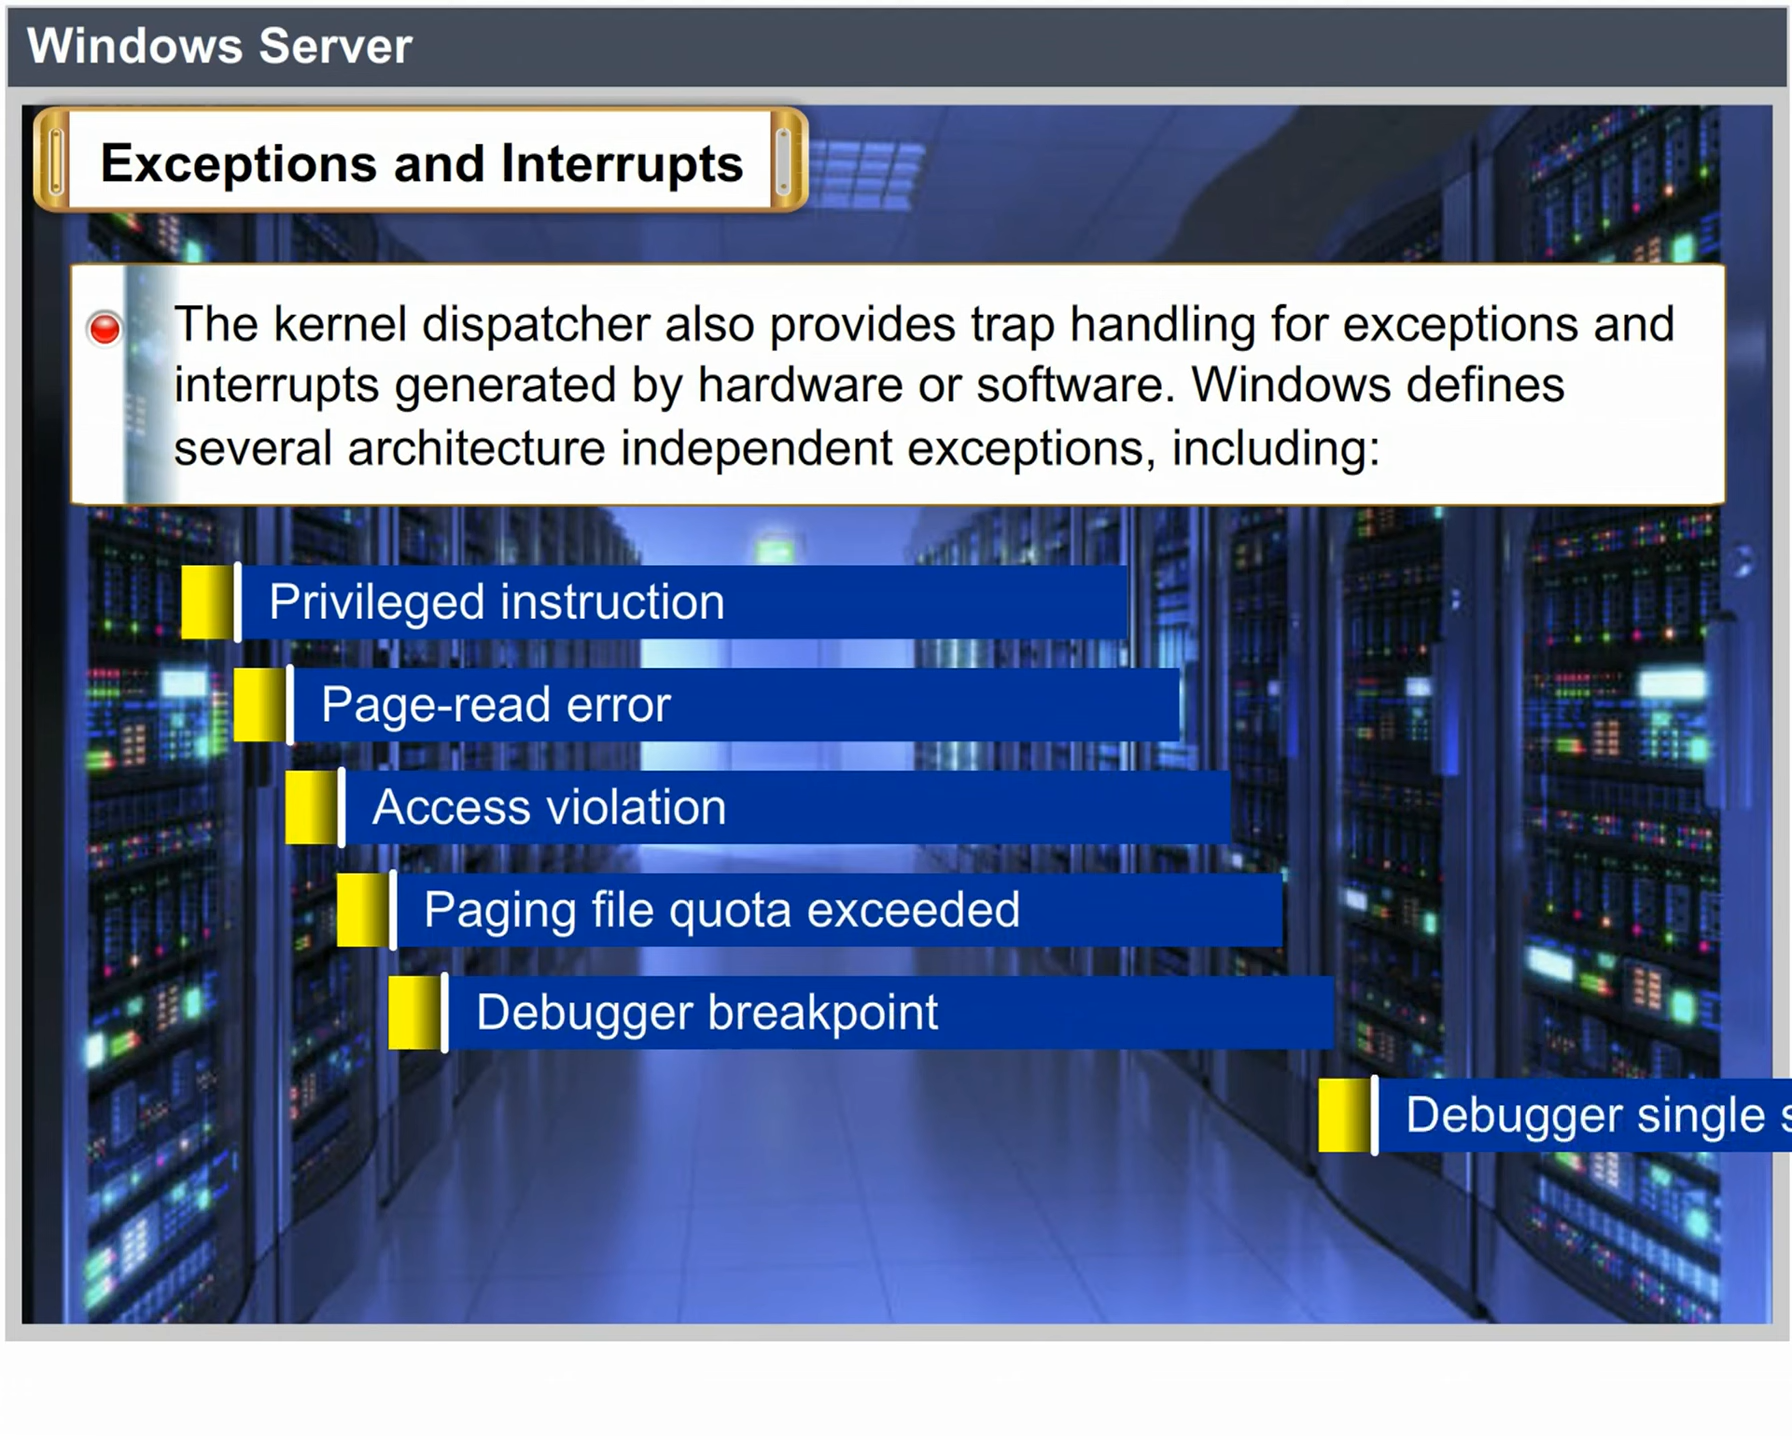 Windows Server
Exceptions and Interrupts
The kernel dispatcher also provides trap handling for exceptions and
interrupts generated by hardware or software. Windows defines
several architecture independent exceptions, including:
Privileged instruction
Page-read error
Access violation
Paging file quota exceeded
Debugger breakpoint
Debugger single